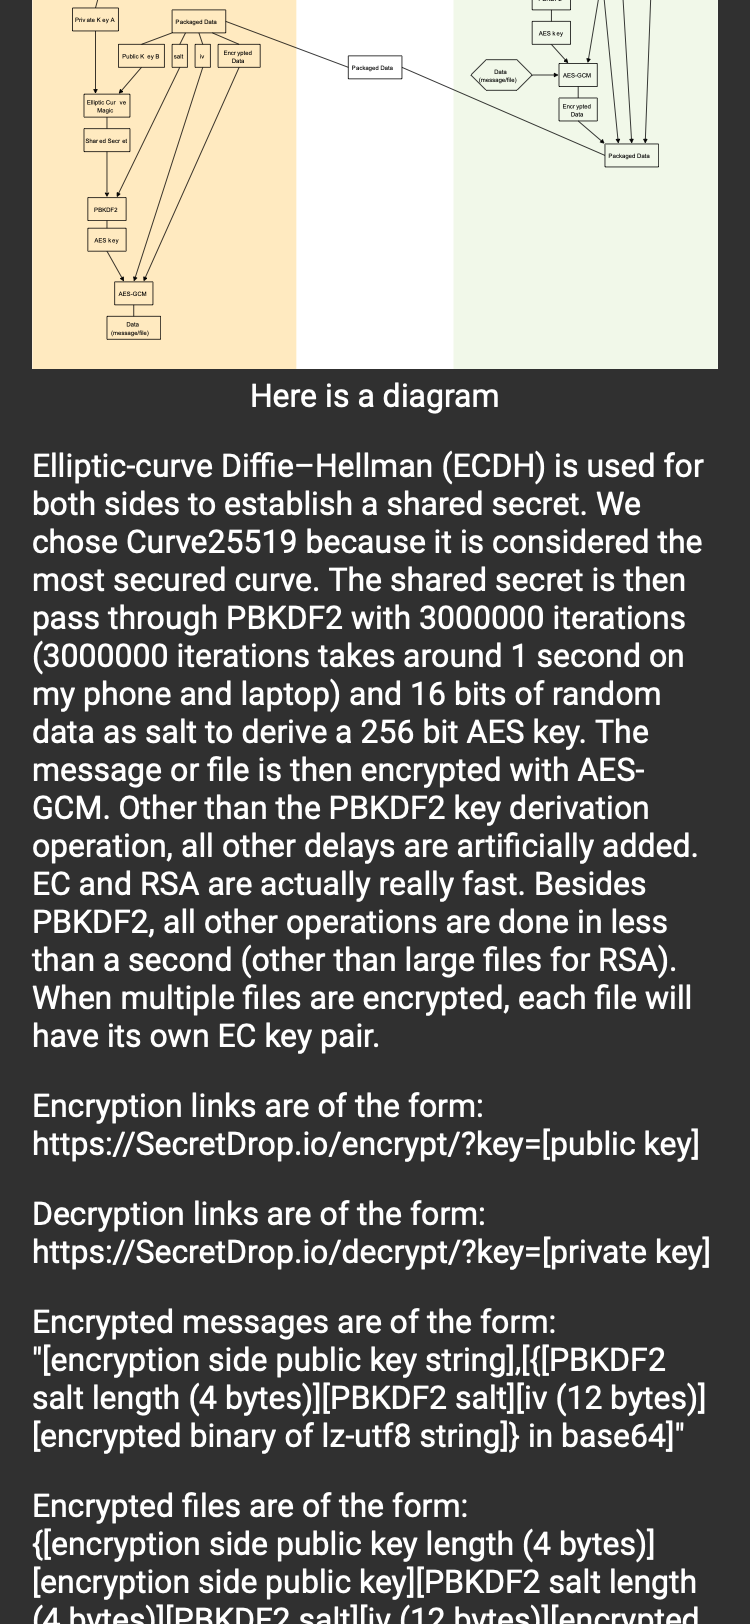 Private Key A
Packaged Data
Public Key B
salt
iv
Encrypted
Data
Elliptic Curve
Magic
Shared Secret
PBKDF2
AES key
AES-GCM
Data
(message/file)
Packaged Data
AES key
Data
(message/file)
AES-GCM
Encrypted
Data
Packaged Data
Here is a diagram
Elliptic-curve Diffie–Hellman (ECDH) is used for
both sides to establish a shared secret. We
chose Curve25519 because it is considered the
most secured curve. The shared secret is then
pass through PBKDF2 with 3000000 iterations
(3000000 iterations takes around 1 second on
my phone and laptop) and 16 bits of random
data as salt to derive a 256 bit AES key. The
message or file is then encrypted with AES-
GCM. Other than the PBKDF2 key derivation
operation, all other delays are artificially added.
EC and RSA are actually really fast. Besides
PBKDF2, all other operations are done in less
than a second (other than large files for RSA).
When multiple files are encrypted, each file will
have its own EC key pair.
Encryption links are of the form:
https://SecretDrop.io/encrypt/?key=[public key]
Decryption links are of the form:
https://SecretDrop.io/decrypt/?key=[private key]
Encrypted messages are of the form:
"[encryption side public key string],[{[PBKDF2
salt length (4 bytes)][PBKDF2 salt][iv (12 bytes)]
[encrypted binary of lz-utf8 string]} in base64]"
Encrypted files are of the form:
{[encryption side public key length (4 bytes)]
[encryption side public key][PBKDF2 salt length
(4 bytes)][PBKDF2 salt][iv (12 bytes)][encrypted